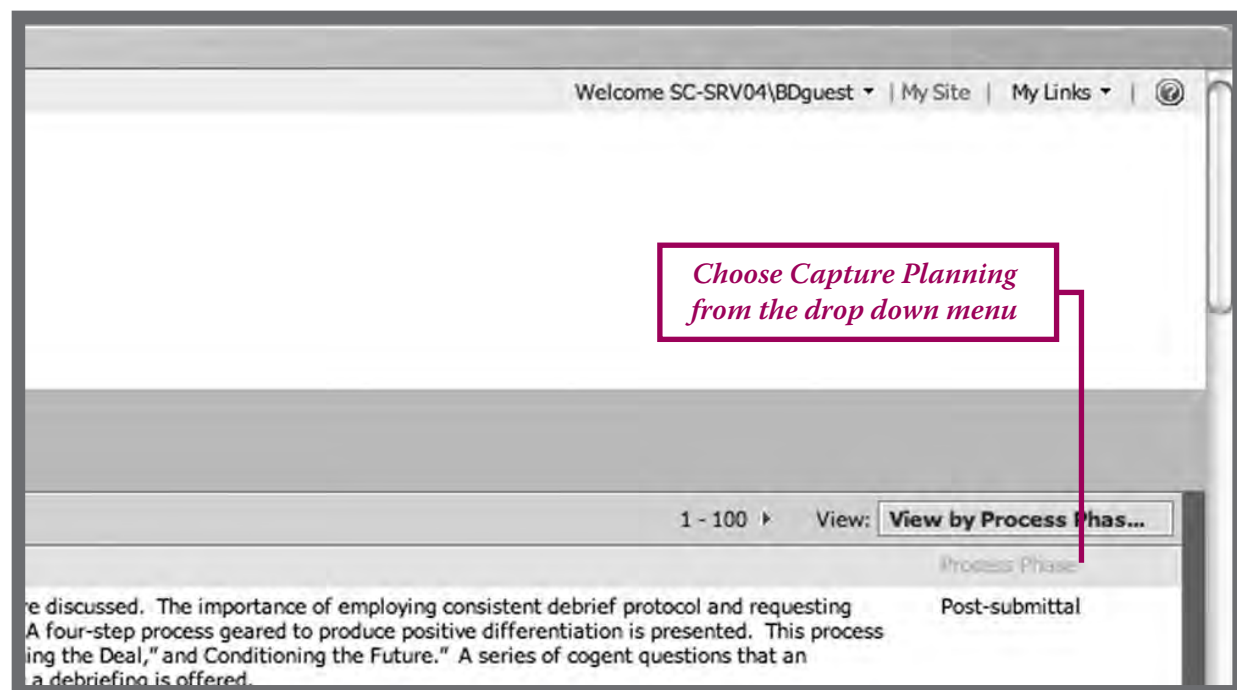 Welcome SC-SRV04\BDguest | My Site | My Links |
Choose Capture Planning
from the drop down menu
1 - 100 View: View by Process Phas...
Process Phase
re discussed. The importance of employing consistent debrief protocol and requesting Post-submittal
A four-step process geared to produce positive differentiation is presented. This process
ing the Deal," and Conditioning the Future." A series of cogent questions that an
a debriefing is offered.